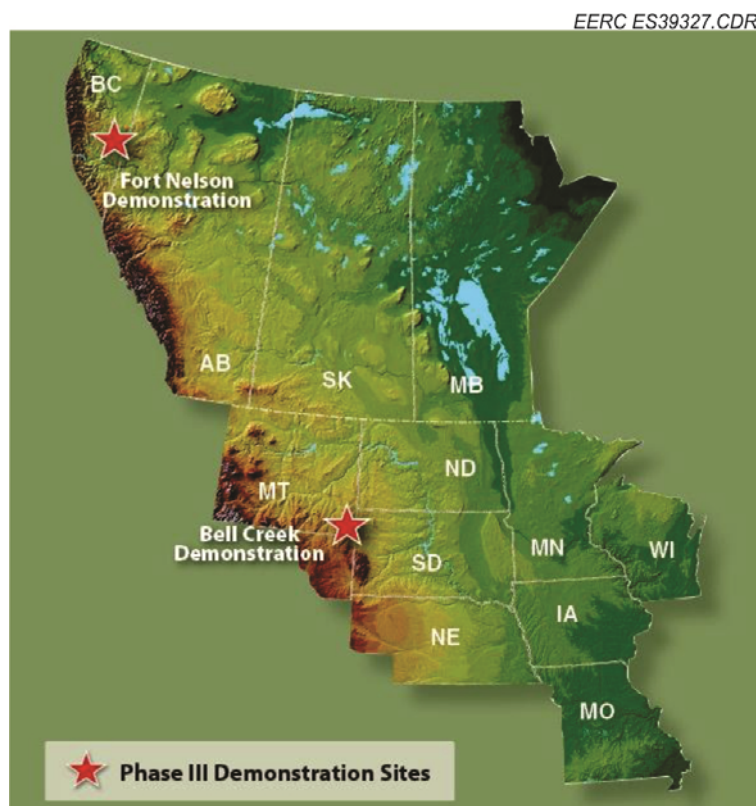 EERC ES39327.CDR
BC
Fort Nelson
Demonstration
AB
SK
MB
ND
MT
Bell Creek
Demonstration
SD
MN
WI
IA
NE
MO
Phase III Demonstration Sites